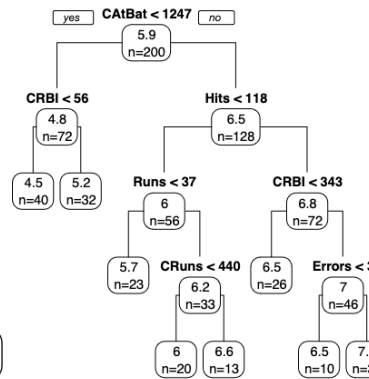 yes CAtBat < 1247 no
5.9
n=200
CRBI < 56 Hits < 118
4.8 6.5
n=72 n=128
Runs < 37 CRBI < 343
4.5 5.2 6 6.8
n=40 n=32 n=56 n=72
CRuns < 440 Errors <
5.7 6.2 6.5 7
n=23 n=33 n=26 n=46
6 6.6 6.5
n=20 n=13 n=10